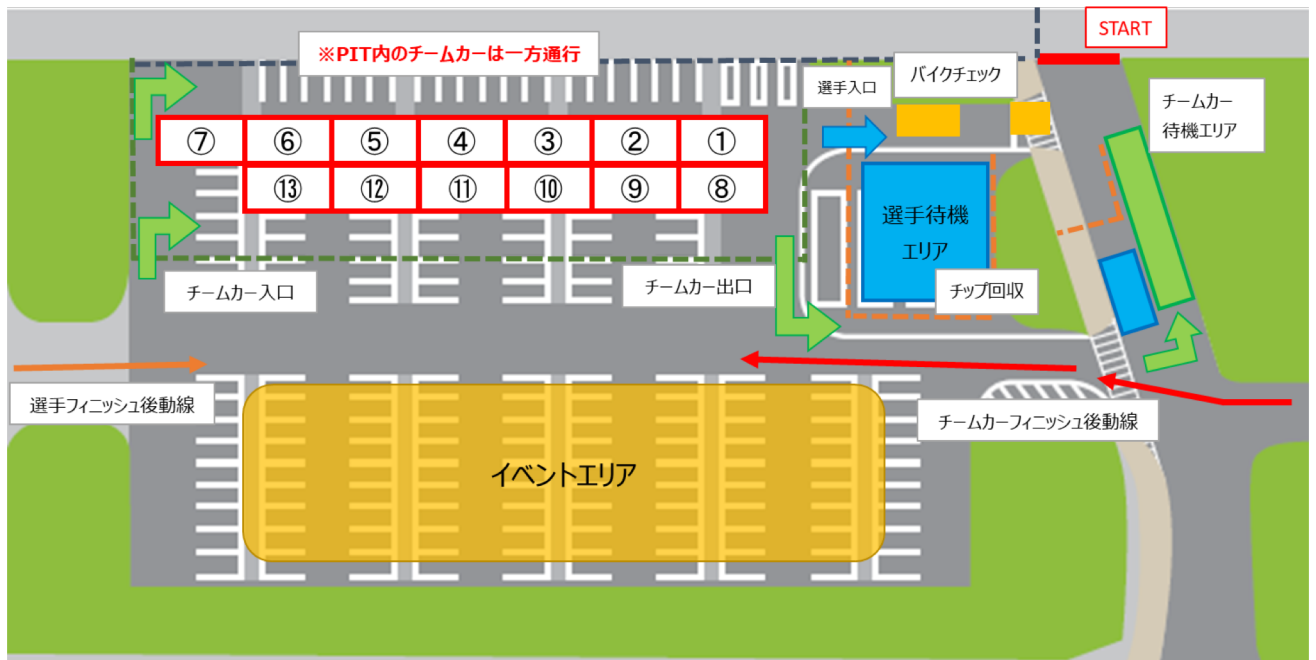 START
※PIT内のチームカーは一方通行
選手入口
バイクチェック
チームカー
待機エリア
⑦
⑥
⑤
④
③
②
①
⑬
⑫
⑪
⑩
⑨
⑧
選手待機
エリア
チームカー入口
チームカー出口
チップ回収
選手フィニッシュ後動線
チームカーフィニッシュ後動線
イベントエリア